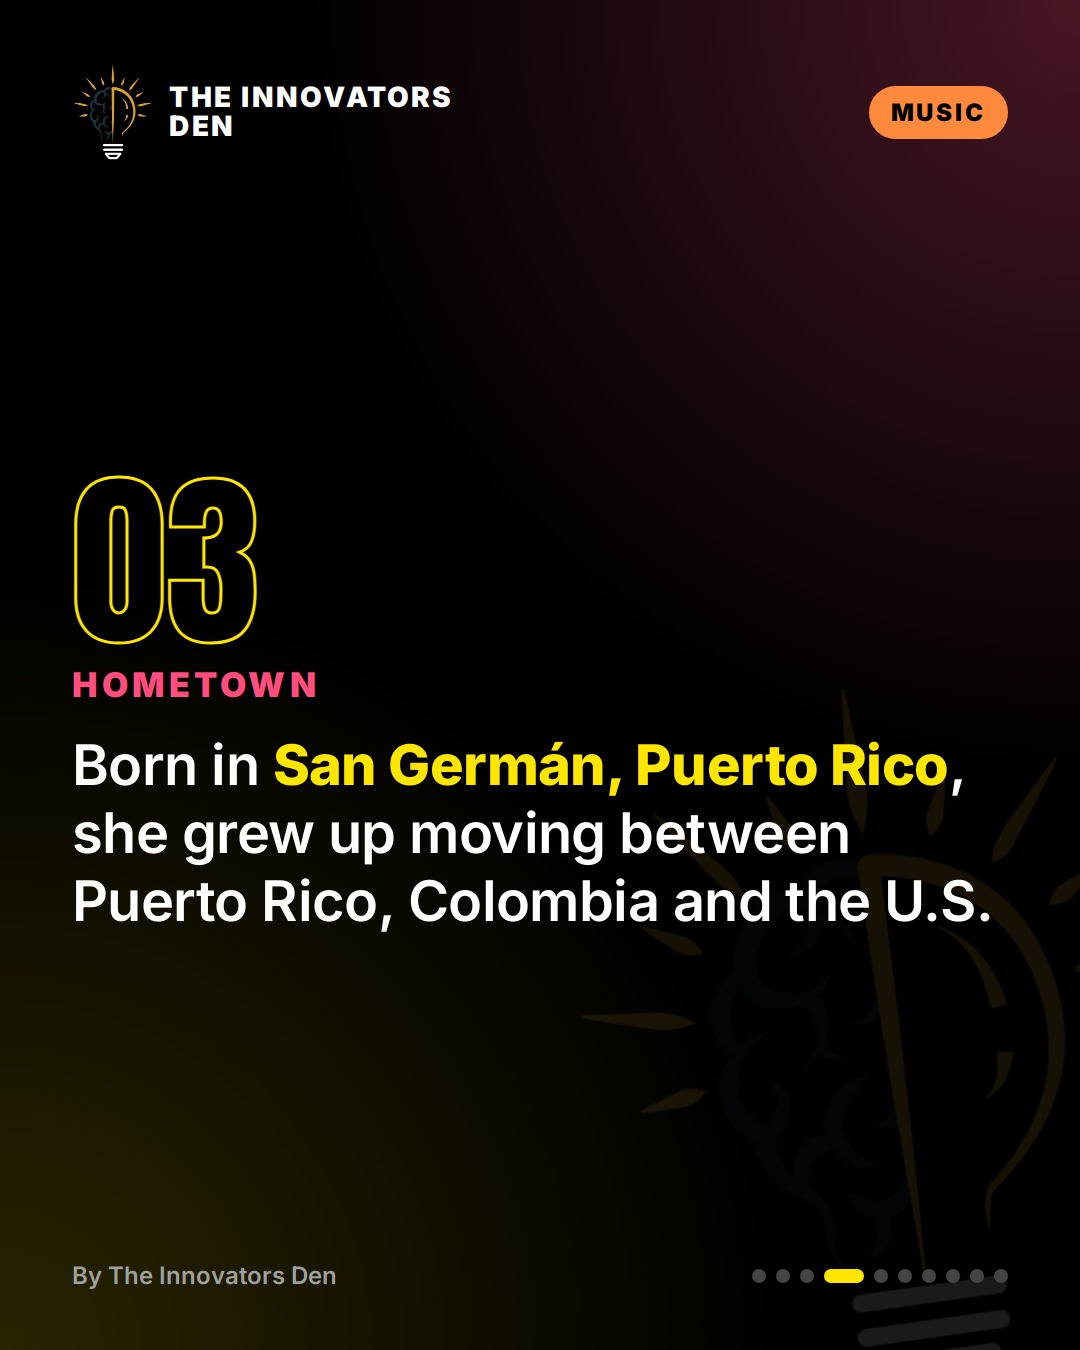 THE INNOVATORS
DEN
MUSIC
03
HOMETOWN
Born in San Germán, Puerto Rico,
she grew up moving between
Puerto Rico, Colombia and the U.S.
By The Innovators Den